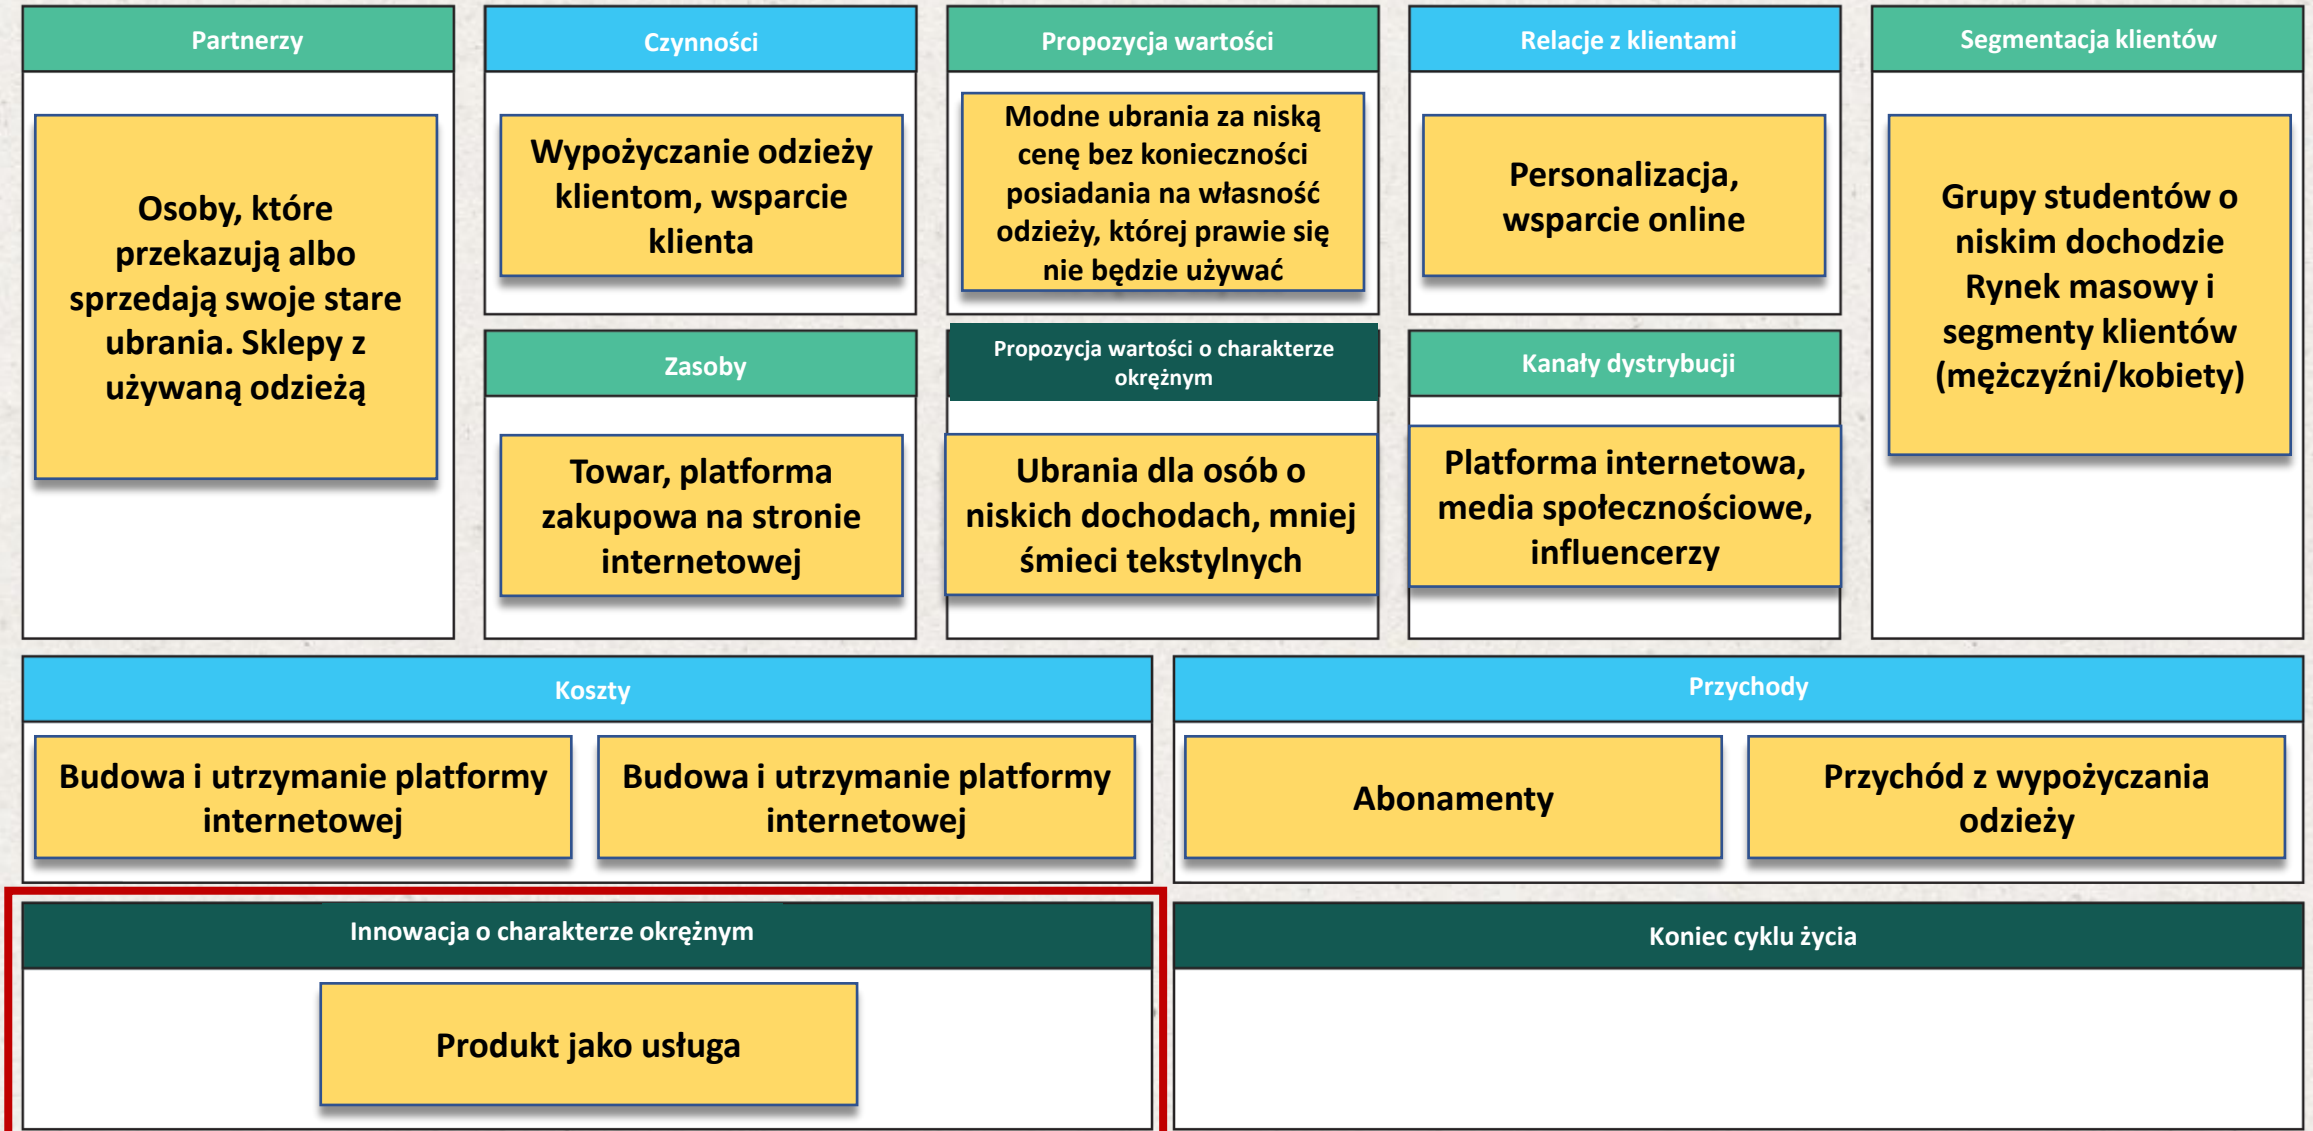 Partnerzy
Osoby, które
przekazują albo
sprzedają swoje stare
ubrania. Sklepy z
używaną odzieżą
Czynności
Wypożyczanie odzieży
klientom, wsparcie
klienta
Zasoby
Towar, platforma
zakupowa na stronie
internetowej
Propozycja wartości
Modne ubrania za niską
cenę bez konieczności
posiadania na własność
odzieży, której prawie się
nie będzie używać
Propozycja wartości o charakterze
okrężnym
Ubrania dla osób o
niskich dochodach, mniej
śmieci tekstylnych
Relacje z klientami
Personalizacja,
wsparcie online
Kanały dystrybucji
Platforma internetowa,
media społecznościowe,
influencerzy
Segmentacja klientów
Grupy studentów o
niskim dochodzie
Rynek masowy i
segmenty klientów
(mężczyźni/kobiety)
Koszty
Budowa i utrzymanie platformy
internetowej
Budowa i utrzymanie platformy
internetowej
Przychody
Abonamenty
Przychód z wypożyczania
odzieży
Innowacja o charakterze okrężnym
Produkt jako usługa
Koniec cyklu życia